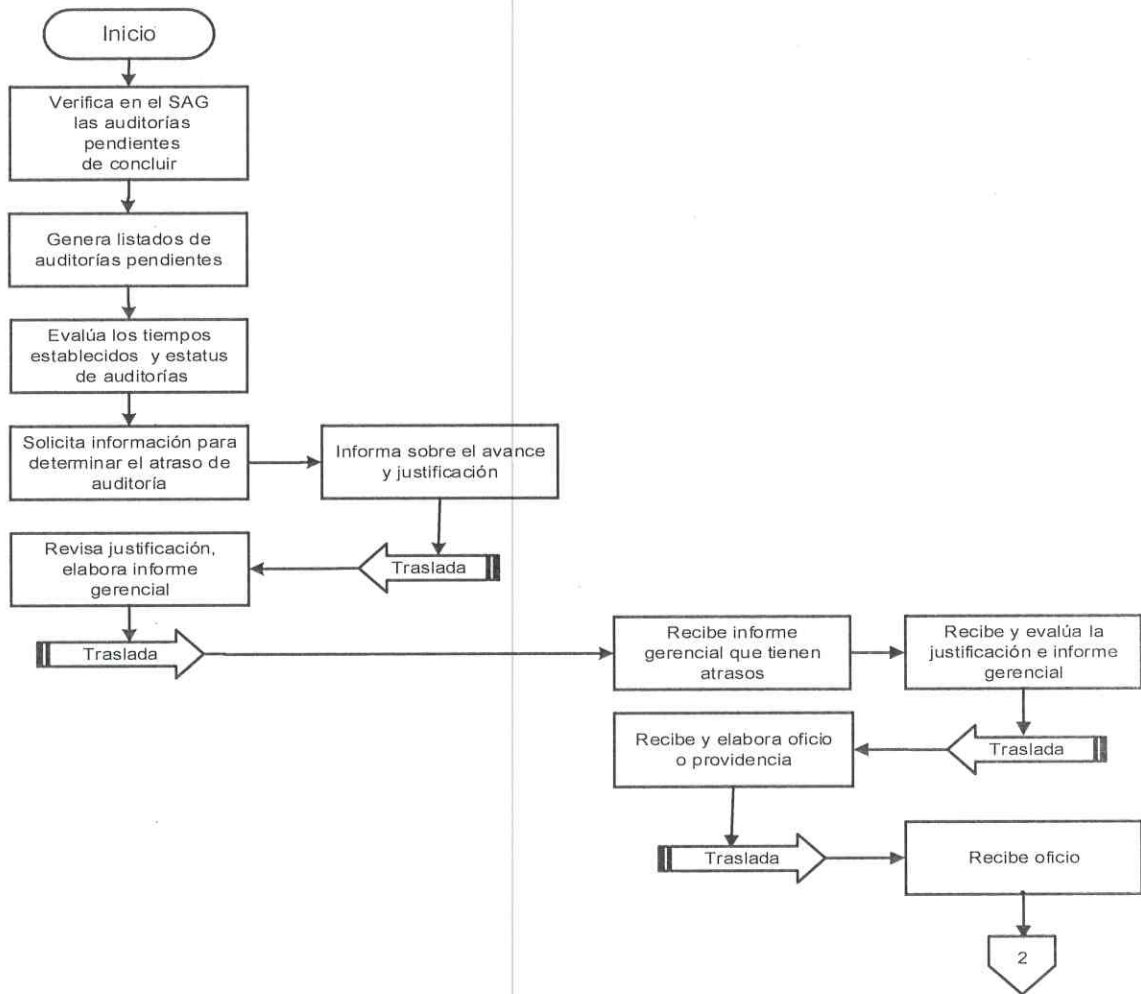 Inicio
Verifica en el SAG
las auditorías
pendientes
de concluir
Genera listados de
auditorías pendientes
Evalúa los tiempos
establecidos y estatus
de auditorías
Solicita información para
determinar el atraso de
auditoría
Informa sobre el avance
y justificación
Traslada
Revisa justificación,
elabora informe
gerencial
Traslada
Recibe informe
gerencial que tienen
atrasos
Recibe y evalúa la
justificación e informe
gerencial
Traslada
Recibe y elabora oficio
o providencia
Traslada
Recibe oficio
2